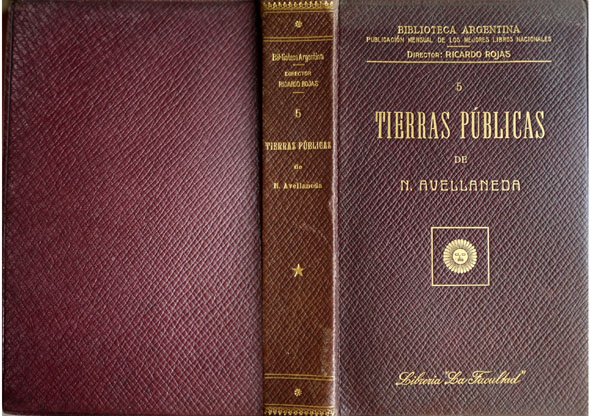 Biblioteca Argentina
DIRECTOR
RICARDO ROJAS
5
TIERRAS PÚBLICAS
de
N. Avellaneda
BIBLIOTECA ARGENTINA
PUBLICACIÓN MENSUAL DE LOS MEJORES LIBROS NACIONALES
DIRECTOR: RICARDO ROJAS
5
TIERRAS PÚBLICAS
DE
N. AVELLANEDA
Librería "La Facultad"